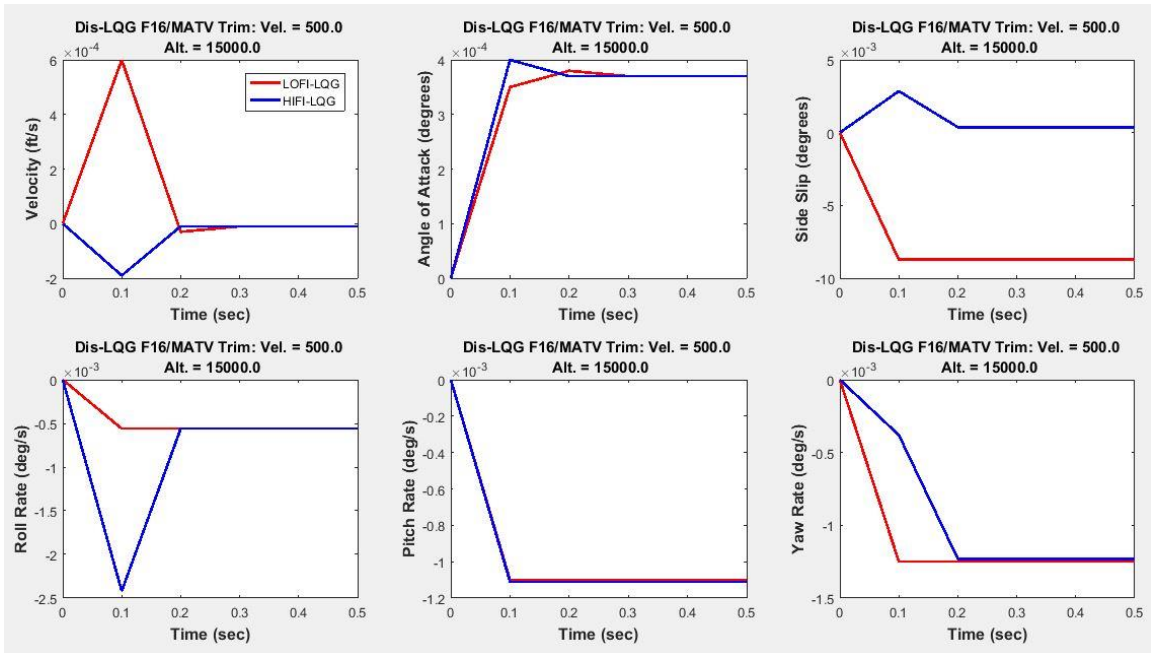 Dis-LQG F16/MATV Trim: Vel. = 500.0
Alt. = 15000.0
×10⁻⁴
6
4
2
0
-2
Velocity (ft/s)
LOFI-LQG
HIFI-LQG
0 0.1 0.2 0.3 0.4 0.5
Time (sec)
Dis-LQG F16/MATV Trim: Vel. = 500.0
Alt. = 15000.0
×10⁻⁴
4
3
2
1
0
Angle of Attack (degrees)
0 0.1 0.2 0.3 0.4 0.5
Time (sec)
Dis-LQG F16/MATV Trim: Vel. = 500.0
Alt. = 15000.0
×10⁻³
5
0
-5
-10
Side Slip (degrees)
0 0.1 0.2 0.3 0.4 0.5
Time (sec)
Dis-LQG F16/MATV Trim: Vel. = 500.0
Alt. = 15000.0
×10⁻³
0
-0.5
-1
-1.5
-2
-2.5
Roll Rate (deg/s)
0 0.1 0.2 0.3 0.4 0.5
Time (sec)
Dis-LQG F16/MATV Trim: Vel. = 500.0
Alt. = 15000.0
×10⁻³
0
-0.2
-0.4
-0.6
-0.8
-1
-1.2
Pitch Rate (deg/s)
0 0.1 0.2 0.3 0.4 0.5
Time (sec)
Dis-LQG F16/MATV Trim: Vel. = 500.0
Alt. = 15000.0
×10⁻³
0
-0.5
-1
-1.5
Yaw Rate (deg/s)
0 0.1 0.2 0.3 0.4 0.5
Time (sec)